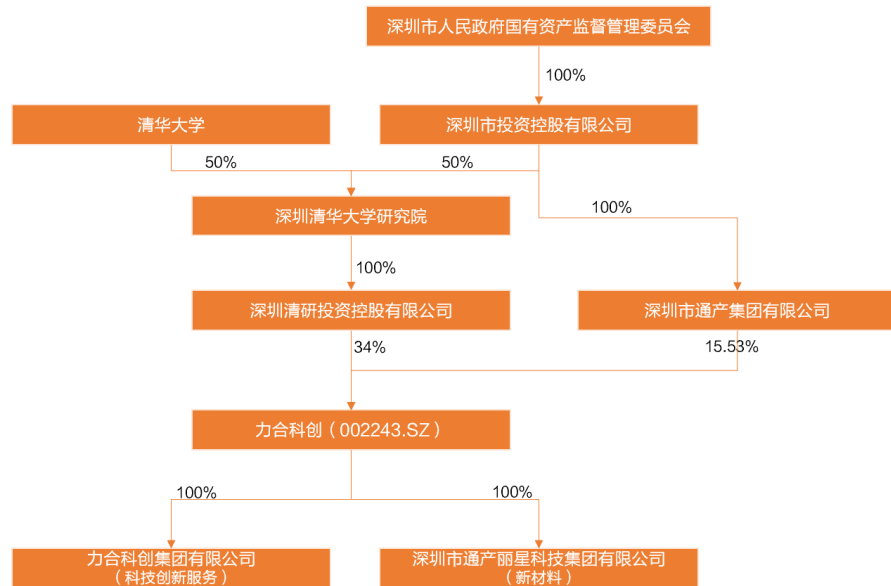 深圳市人民政府国有资产监督管理委员会
100%
清华大学
深圳市投资控股有限公司
50%
50%
深圳清华大学研究院
100%
100%
深圳清研投资控股有限公司
深圳市通产集团有限公司
34%
15.53%
力合科创（002243.SZ）
100%
100%
力合科创集团有限公司
（科技创新服务）
深圳市通产丽星科技集团有限公司
（新材料）